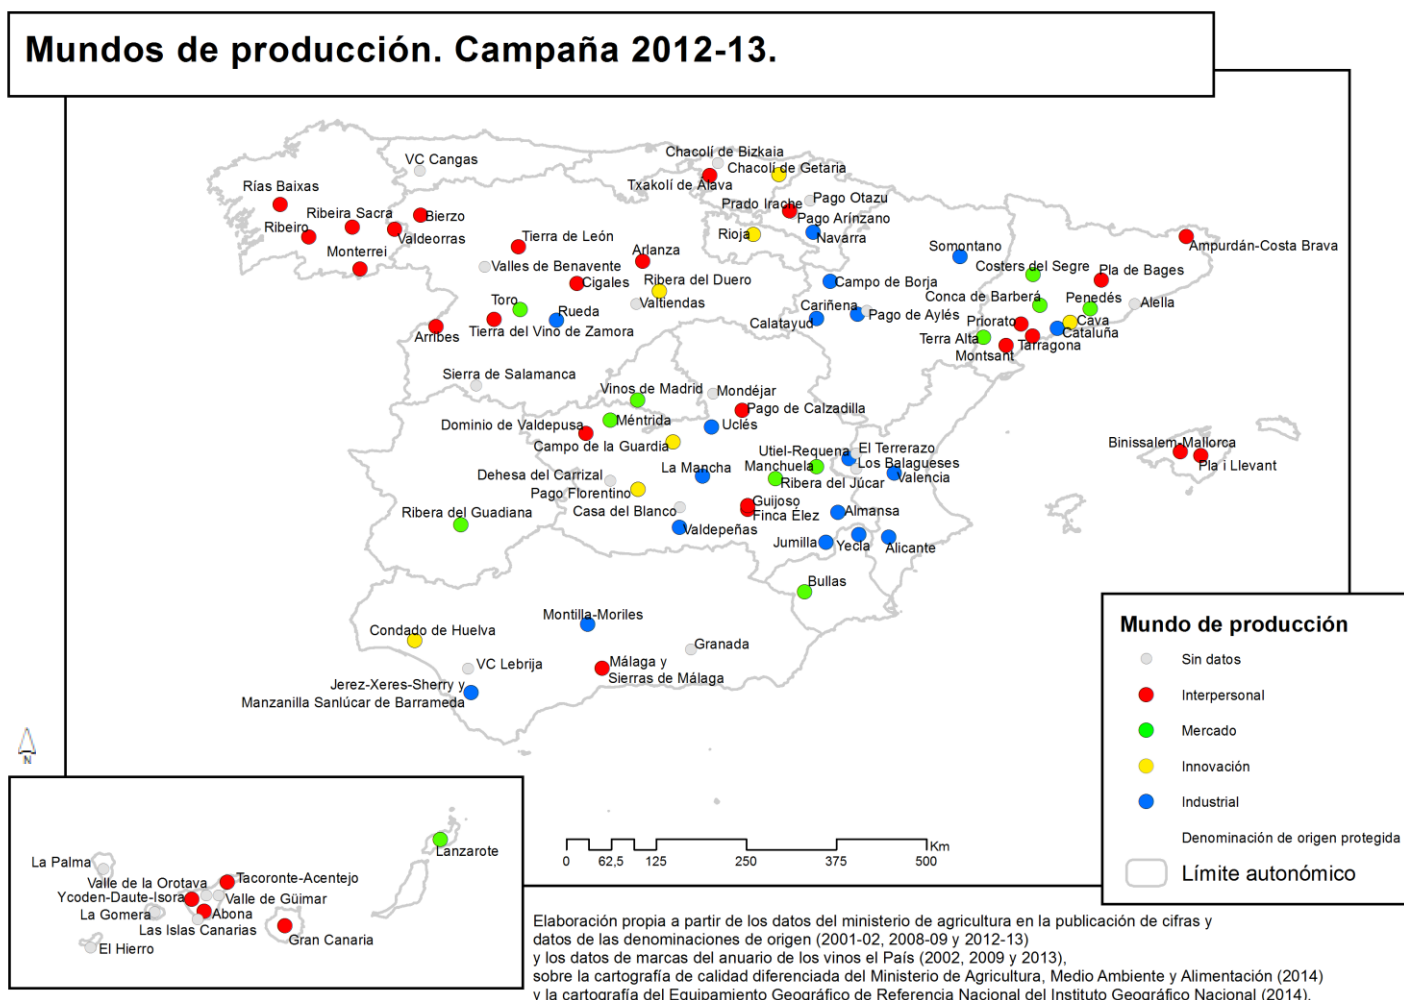 Mundos de producción. Campaña 2012-13.
Chacolí de Bizkaia
VC Cangas
Chacolí de Getaria
Rías Baixas
Txakolí de Álava
Pago Otazu
Prado Irache
Ribeira Sacra
Bierzo
Pago Arínzano
Ribeiro
Valdeorras
Rioja
Navarra
Tierra de León
Somontano
Ampurdán-Costa Brava
Monterrei
Arlanza
Valles de Benavente
Costers del Segre
Pla de Bages
Cigales
Ribera del Duero
Campo de Borja
Toro
Rueda
Valtiendas
Cariñena
Conca de Barberá
Penedés
Alella
Pago de Aylés
Tierra del Vino de Zamora
Calatayud
Priorato
Cava
Cataluña
Arribes
Terra Alta
Tarragona
Montsant
Sierra de Salamanca
Vinos de Madrid
Mondéjar
Pago de Calzadilla
Dominio de Valdepusa
Méntrida
Uclés
Campo de la Guardia
Utiel-Requena
El Terrerazo
Binissalem-Mallorca
La Mancha
Manchuela
Los Balagueses
Pla i Llevant
Dehesa del Carrizal
Ribera del Júcar
Valencia
Pago Florentino
Guijoso
Casa del Blanco
Finca Élez
Almansa
Ribera del Guadiana
Valdepeñas
Jumilla
Yecla
Alicante
Bullas
Montilla-Moriles
Condado de Huelva
Granada
VC Lebrija
Málaga y
Sierras de Málaga
Jerez-Xeres-Sherry y
Manzanilla Sanlúcar de Barrameda
Mundo de producción
Sin datos
Interpersonal
Mercado
Innovación
Industrial
Denominación de origen protegida
Límite autonómico
N
Km
0 62,5 125 250 375 500
Lanzarote
La Palma
Tacoronte-Acentejo
Valle de la Orotava
Ycoden-Daute-Isora
Valle de Güimar
La Gomera
Abona
Las Islas Canarias
Gran Canaria
El Hierro
Elaboración propia a partir de los datos del ministerio de agricultura en la publicación de cifras y
datos de las denominaciones de origen (2001-02, 2008-09 y 2012-13)
y los datos de marcas del anuario de los vinos el País (2002, 2009 y 2013),
sobre la cartografía de calidad diferenciada del Ministerio de Agricultura, Medio Ambiente y Alimentación (2014)
y la cartografía del Equipamiento Geográfico de Referencia Nacional del Instituto Geográfico Nacional (2014).